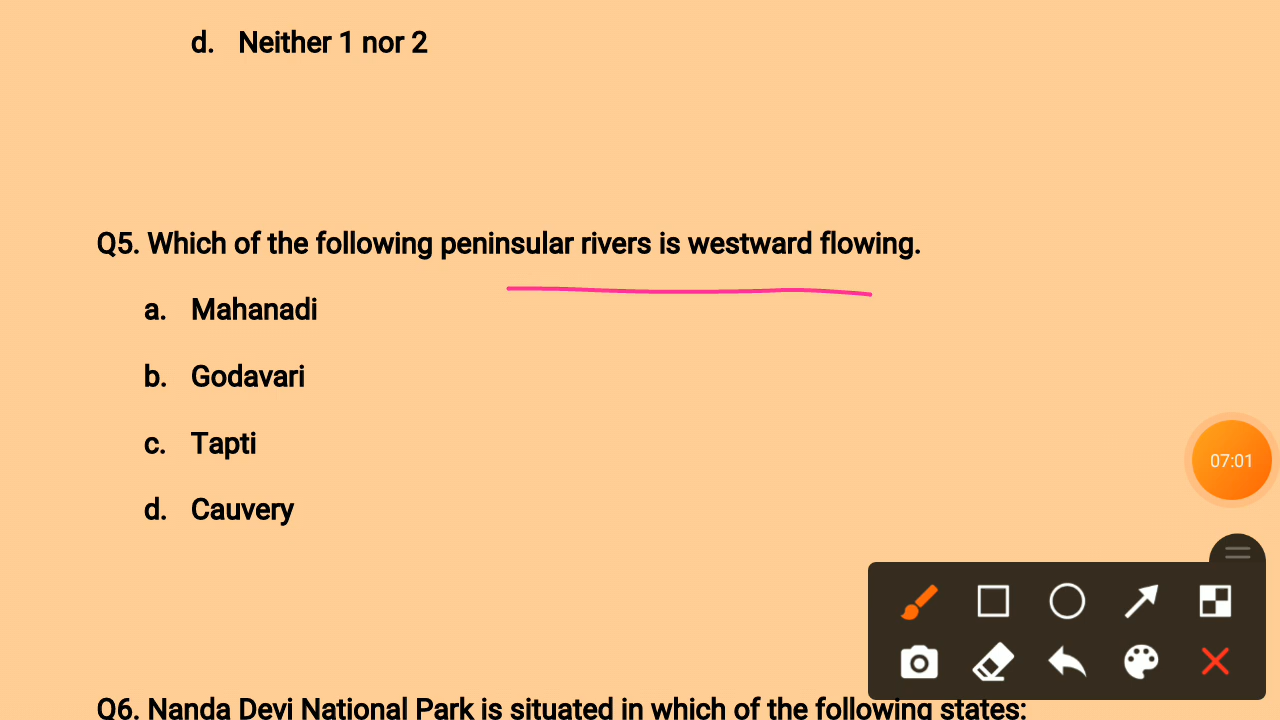 d. Neither 1 nor 2
Q5. Which of the following peninsular rivers is westward flowing.
a. Mahanadi
b. Godavari
c. Tapti
d. Cauvery
07:01
Q6. Nanda Devi National Park is situated in which of the following states: